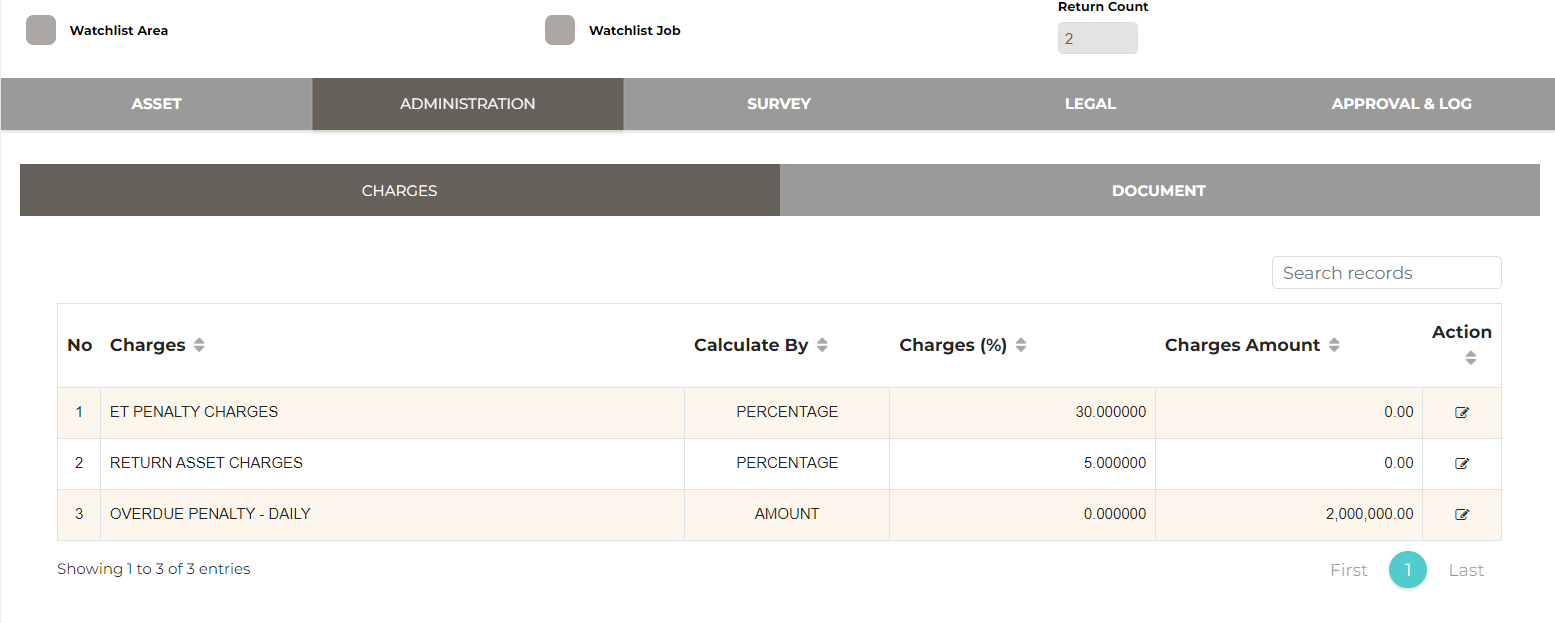 Return Count
Watchlist Area Watchlist Job
2
ASSET ADMINISTRATION SURVEY LEGAL APPROVAL & LOG
CHARGES DOCUMENT
Search records
No Charges Calculate By Charges (%) Charges Amount Action
1 ET PENALTY CHARGES PERCENTAGE 30.000000 0.00
2 RETURN ASSET CHARGES PERCENTAGE 5.000000 0.00
3 OVERDUE PENALTY - DAILY AMOUNT 0.000000 2,000,000.00
Showing 1 to 3 of 3 entries First 1 Last